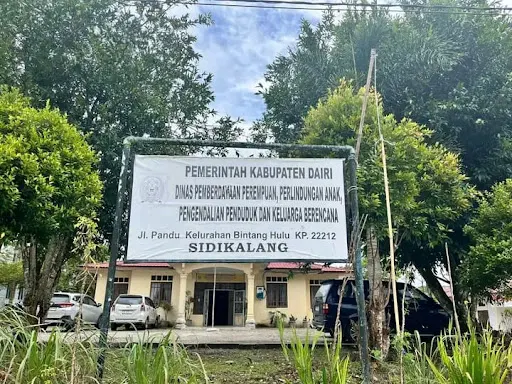 PEMERINTAH KABUPATEN DAIRI
DINAS PEMBERDAYAAN PEREMPUAN, PERLINDUNGAN ANAK,
PENGENDALIAN PENDUDUK DAN KELUARGA BERENCANA
Jl. Pandu Kelurahan Bintang Hulu KP. 22212
SIDIKALANG